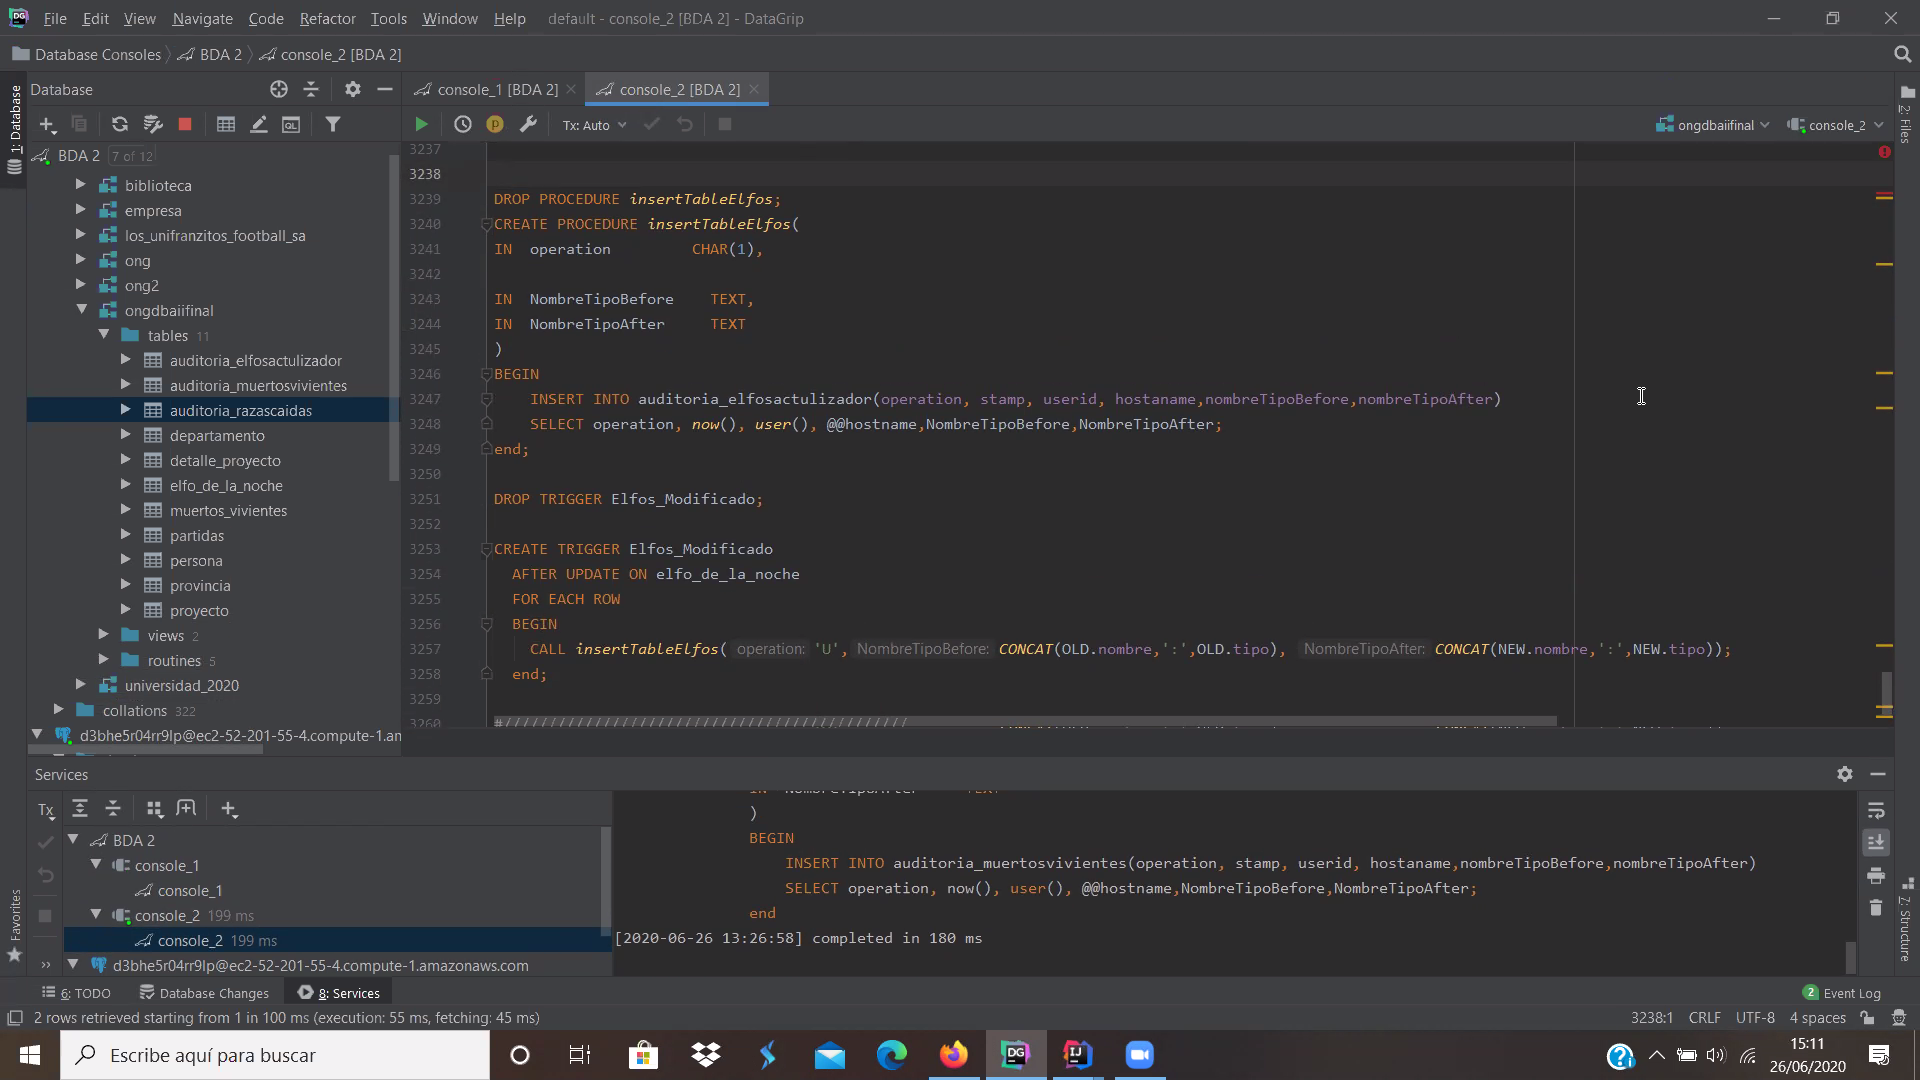 File Edit View Navigate Code Refactor Tools Window Help default - console_2 [BDA 2] - DataGrip
Database Consoles BDA 2 console_2 [BDA 2]
Database
console_1 [BDA 2] console_2 [BDA 2]
Tx: Auto ongdbaiifinal console_2
1: Database
BDA 2 7 of 12
biblioteca
empresa
los_unifranzitos_football_sa
ong
ong2
ongdbaiifinal
tables 11
auditoria_elfosactulizador
auditoria_muertosvivientes
auditoria_razascaidas
departamento
detalle_proyecto
elfo_de_la_noche
muertos_vivientes
partidas
persona
provincia
proyecto
views 2
routines 5
universidad_2020
collations 322
d3bhe5r04rr9lp@ec2-52-201-55-4.compute-1.am
3237
3238
3239 DROP PROCEDURE insertTableElfos;
3240 CREATE PROCEDURE insertTableElfos(
3241 IN operation CHAR(1),
3242
3243 IN NombreTipoBefore TEXT,
3244 IN NombreTipoAfter TEXT
3245 )
3246 BEGIN
3247 INSERT INTO auditoria_elfosactulizador(operation, stamp, userid, hostaname,nombreTipoBefore,nombreTipoAfter)
3248 SELECT operation, now(), user(), @@hostname,NombreTipoBefore,NombreTipoAfter;
3249 end;
3250
3251 DROP TRIGGER Elfos_Modificado;
3252
3253 CREATE TRIGGER Elfos_Modificado
3254 AFTER UPDATE ON elfo_de_la_noche
3255 FOR EACH ROW
3256 BEGIN
3257 CALL insertTableElfos( operation: 'U', NombreTipoBefore: CONCAT(OLD.nombre,':',OLD.tipo), NombreTipoAfter: CONCAT(NEW.nombre,':',NEW.tipo));
3258 end;
3259
3260
2: Files
7: Structure
Favorites
Services
Tx
BDA 2
console_1
console_1
console_2 199 ms
console_2 199 ms
d3bhe5r04rr9lp@ec2-52-201-55-4.compute-1.amazonaws.com
)
BEGIN
INSERT INTO auditoria_muertosvivientes(operation, stamp, userid, hostaname,nombreTipoBefore,nombreTipoAfter)
SELECT operation, now(), user(), @@hostname,NombreTipoBefore,NombreTipoAfter;
end
[2020-06-26 13:26:58] completed in 180 ms
6: TODO Database Changes 8: Services 2 Event Log
2 rows retrieved starting from 1 in 100 ms (execution: 55 ms, fetching: 45 ms) 3238:1 CRLF UTF-8 4 spaces
Escribe aquí para buscar
15:11
26/06/2020